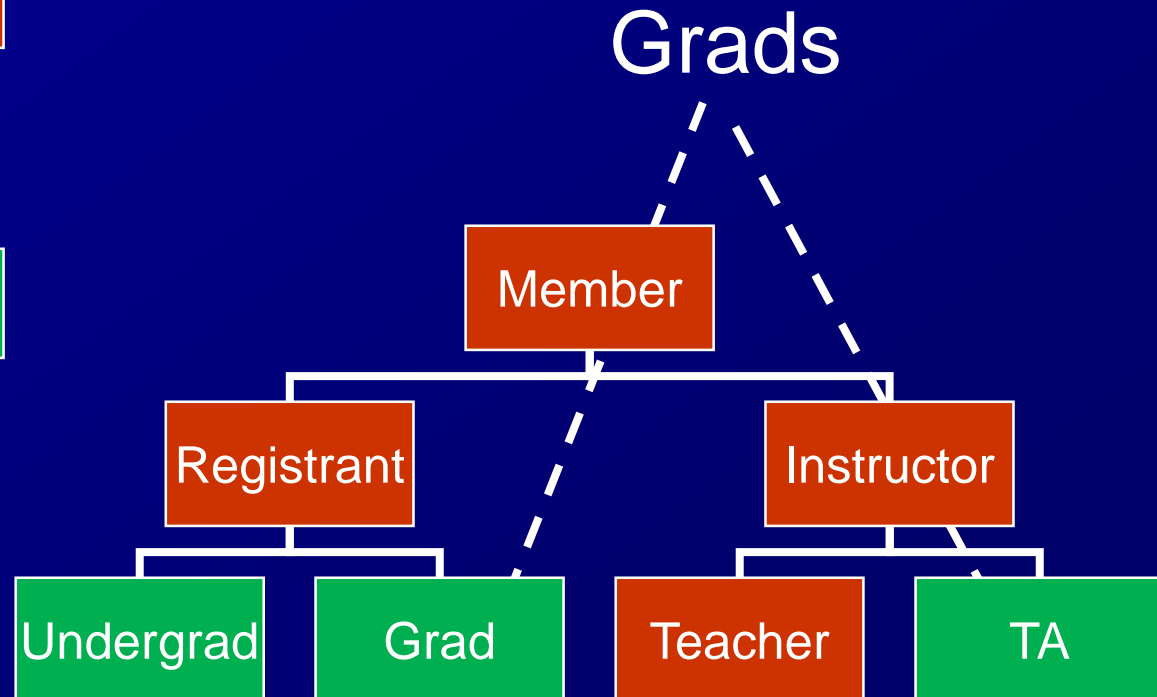 Grads
Member
Registrant
Instructor
Undergrad
Grad
Teacher
TA